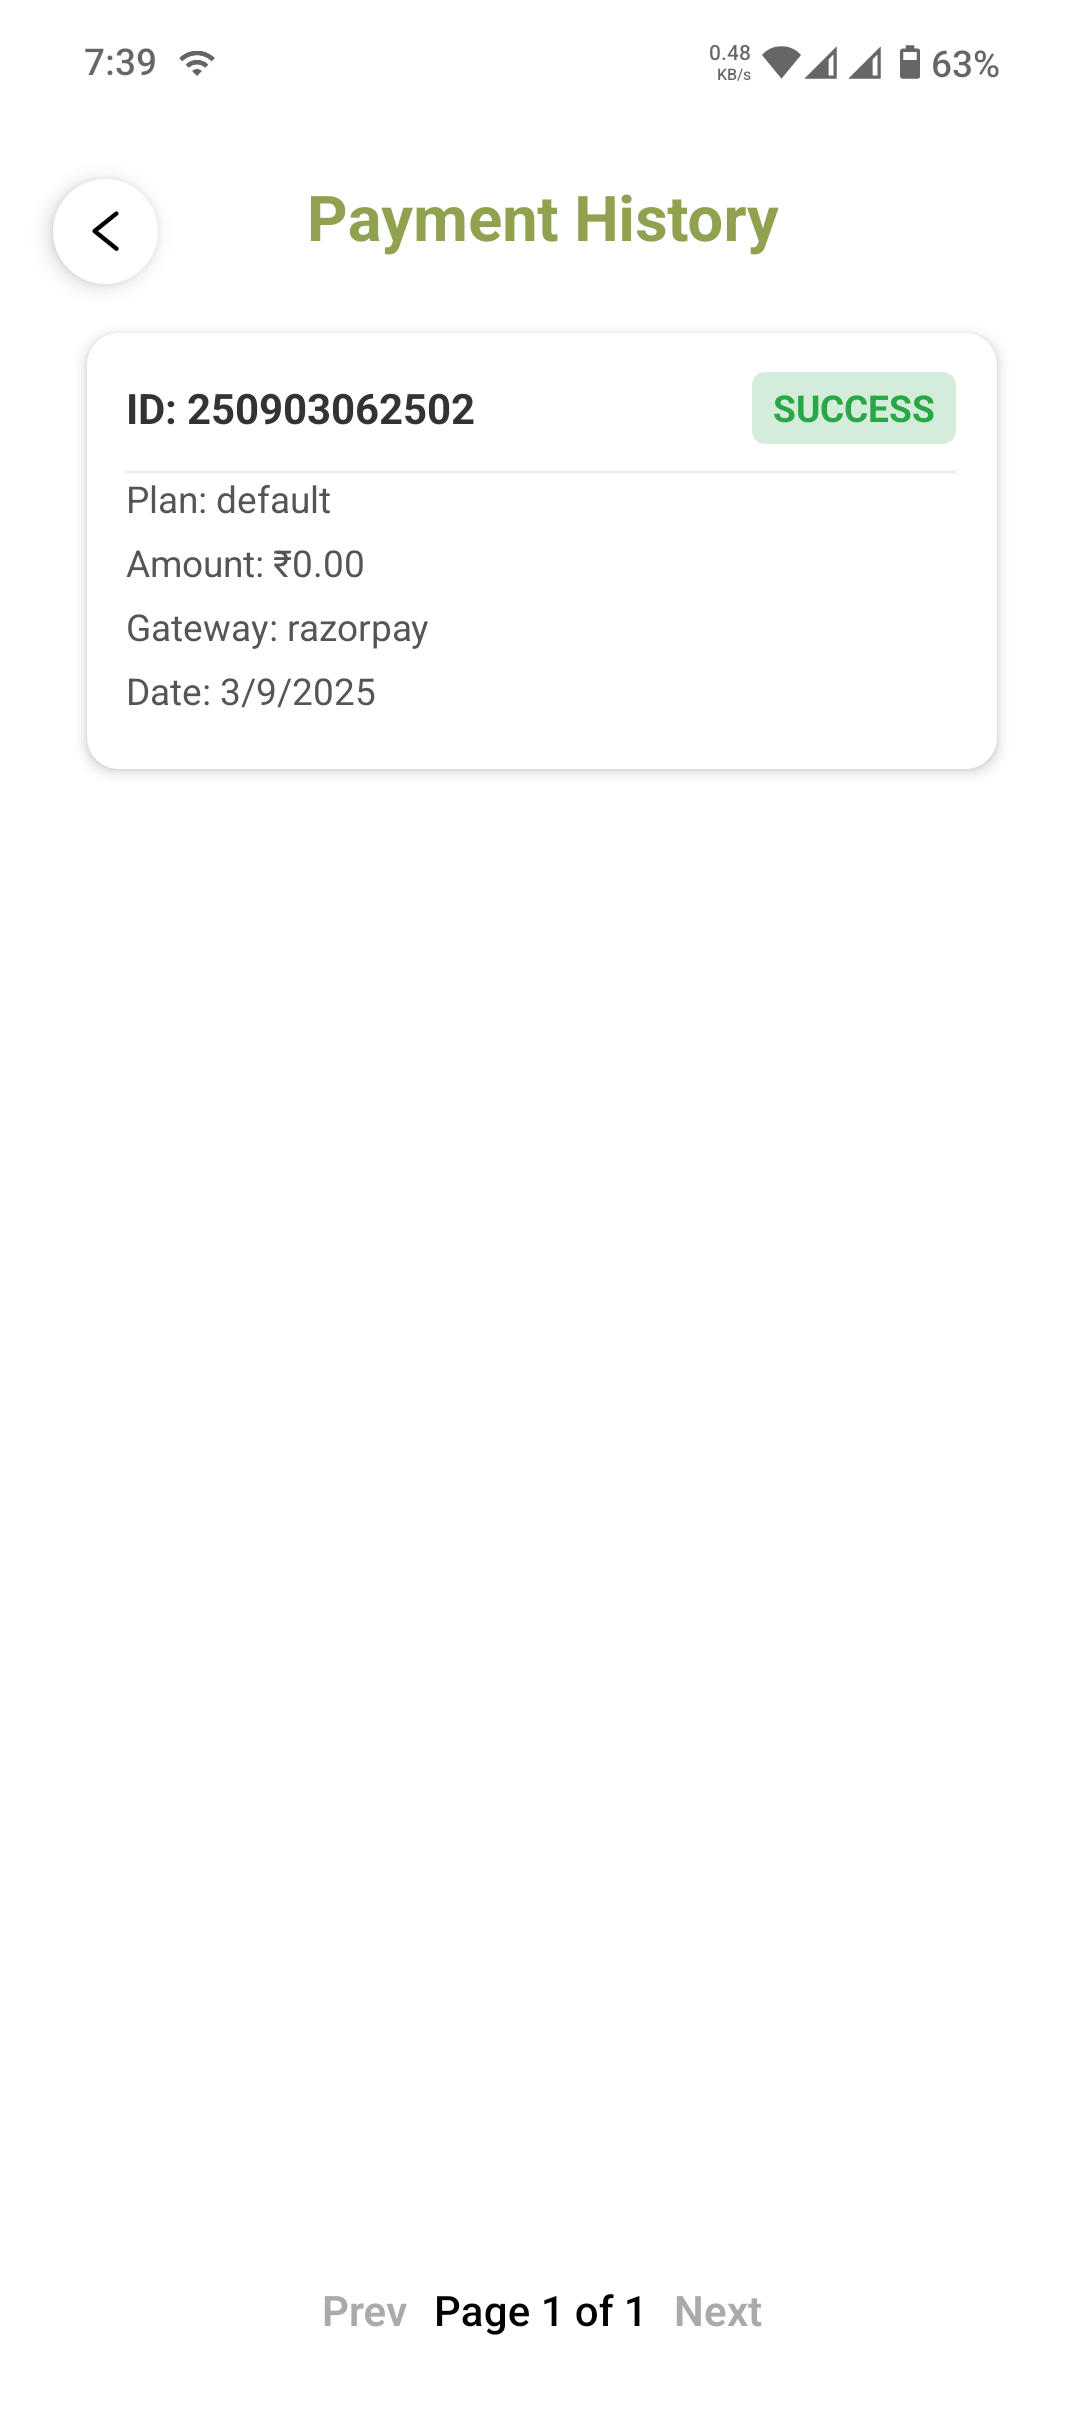 7:39
0.48
KB/s
63%
Payment History
ID: 250903062502
SUCCESS
Plan: default
Amount: ₹0.00
Gateway: razorpay
Date: 3/9/2025
Prev Page 1 of 1 Next